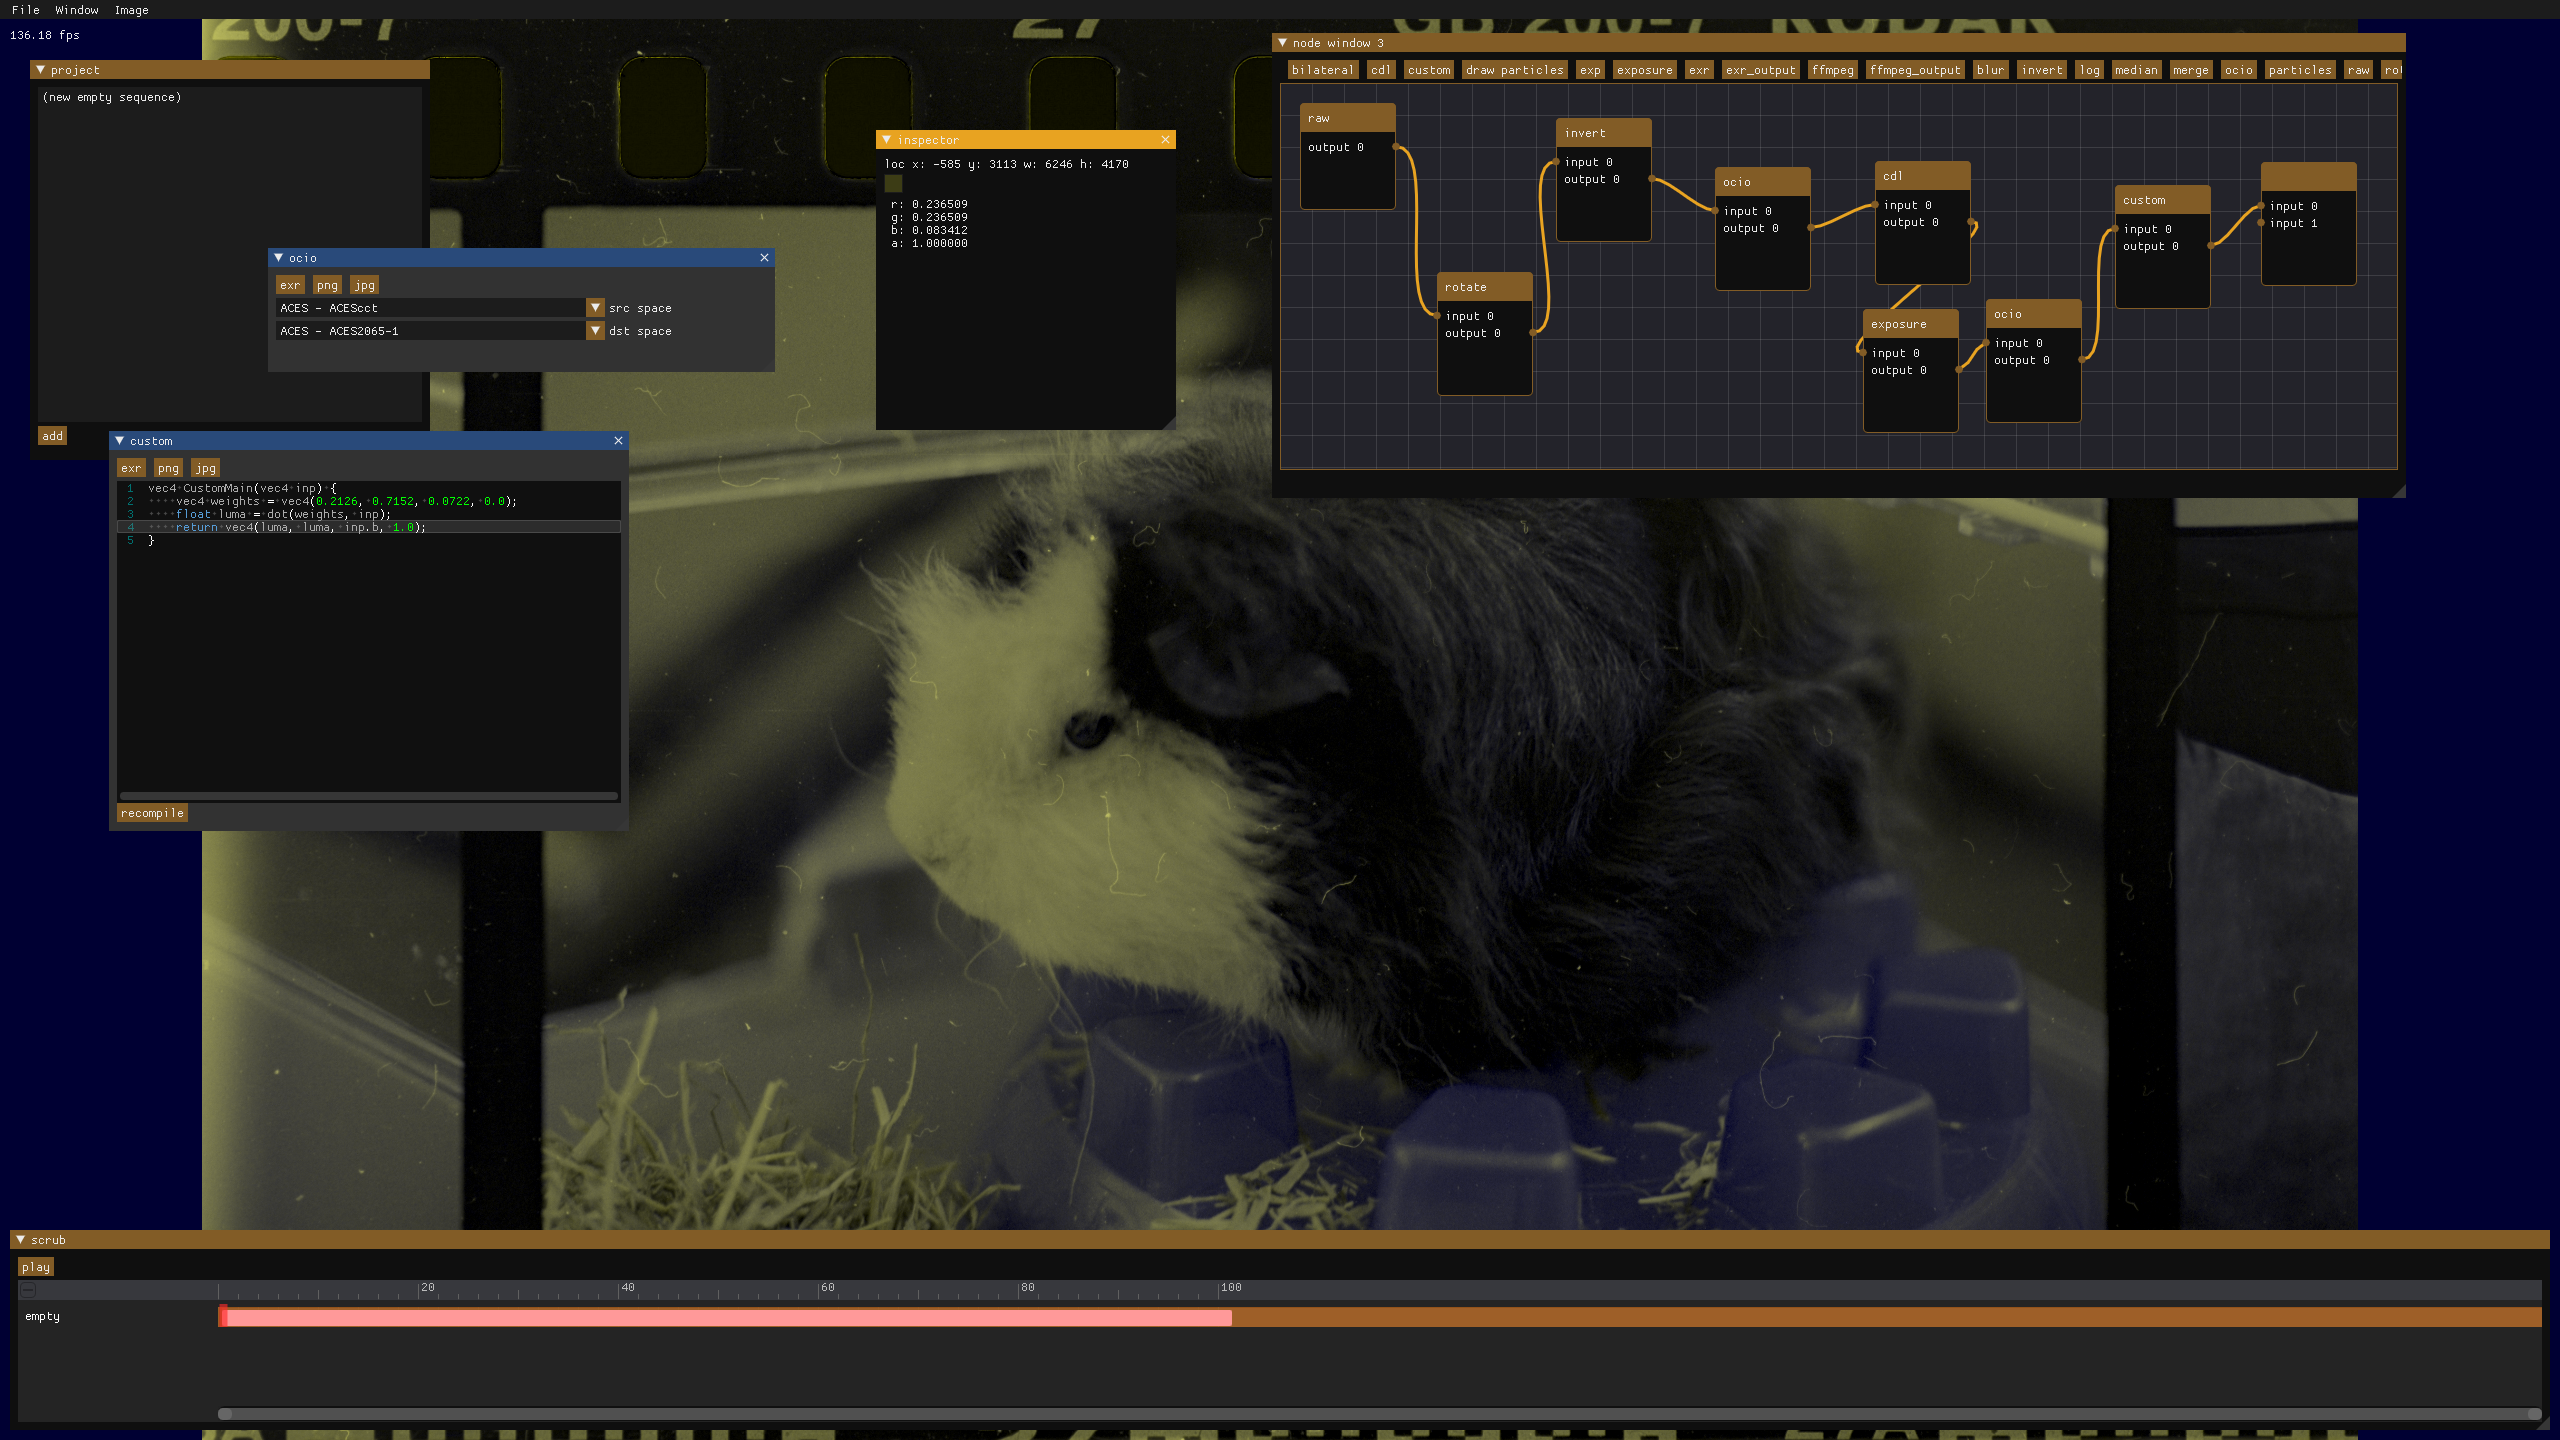 File Window Image
136.18 fps
200-7
27
GB 200-7 KODAK
project
(new empty sequence)
add
ocio
exr png jpg
ACES - ACEScct src space
ACES - ACES2065-1 dst space
custom
exr png jpg
1 vec4 CustomMain(vec4 inp) {
2 vec4 weights = vec4(0.2126, 0.7152, 0.0722, 0.0);
3 float luma = dot(weights, inp);
4 return vec4(luma, luma, inp.b, 1.0);
5 }
recompile
inspector
loc x: -585 y: 3113 w: 6246 h: 4170
r: 0.236509
g: 0.236509
b: 0.083412
a: 1.000000
node window 3
bilateral cdl custom draw particles exp exposure exr exr_output ffmpeg ffmpeg_output blur invert log median merge ocio particles raw
raw
output 0
rotate
input 0
output 0
invert
input 0
output 0
ocio
input 0
output 0
cdl
input 0
output 0
exposure
input 0
output 0
ocio
input 0
output 0
custom
input 0
output 0
input 0
input 1
scrub
play
20 40 60 80 100
empty